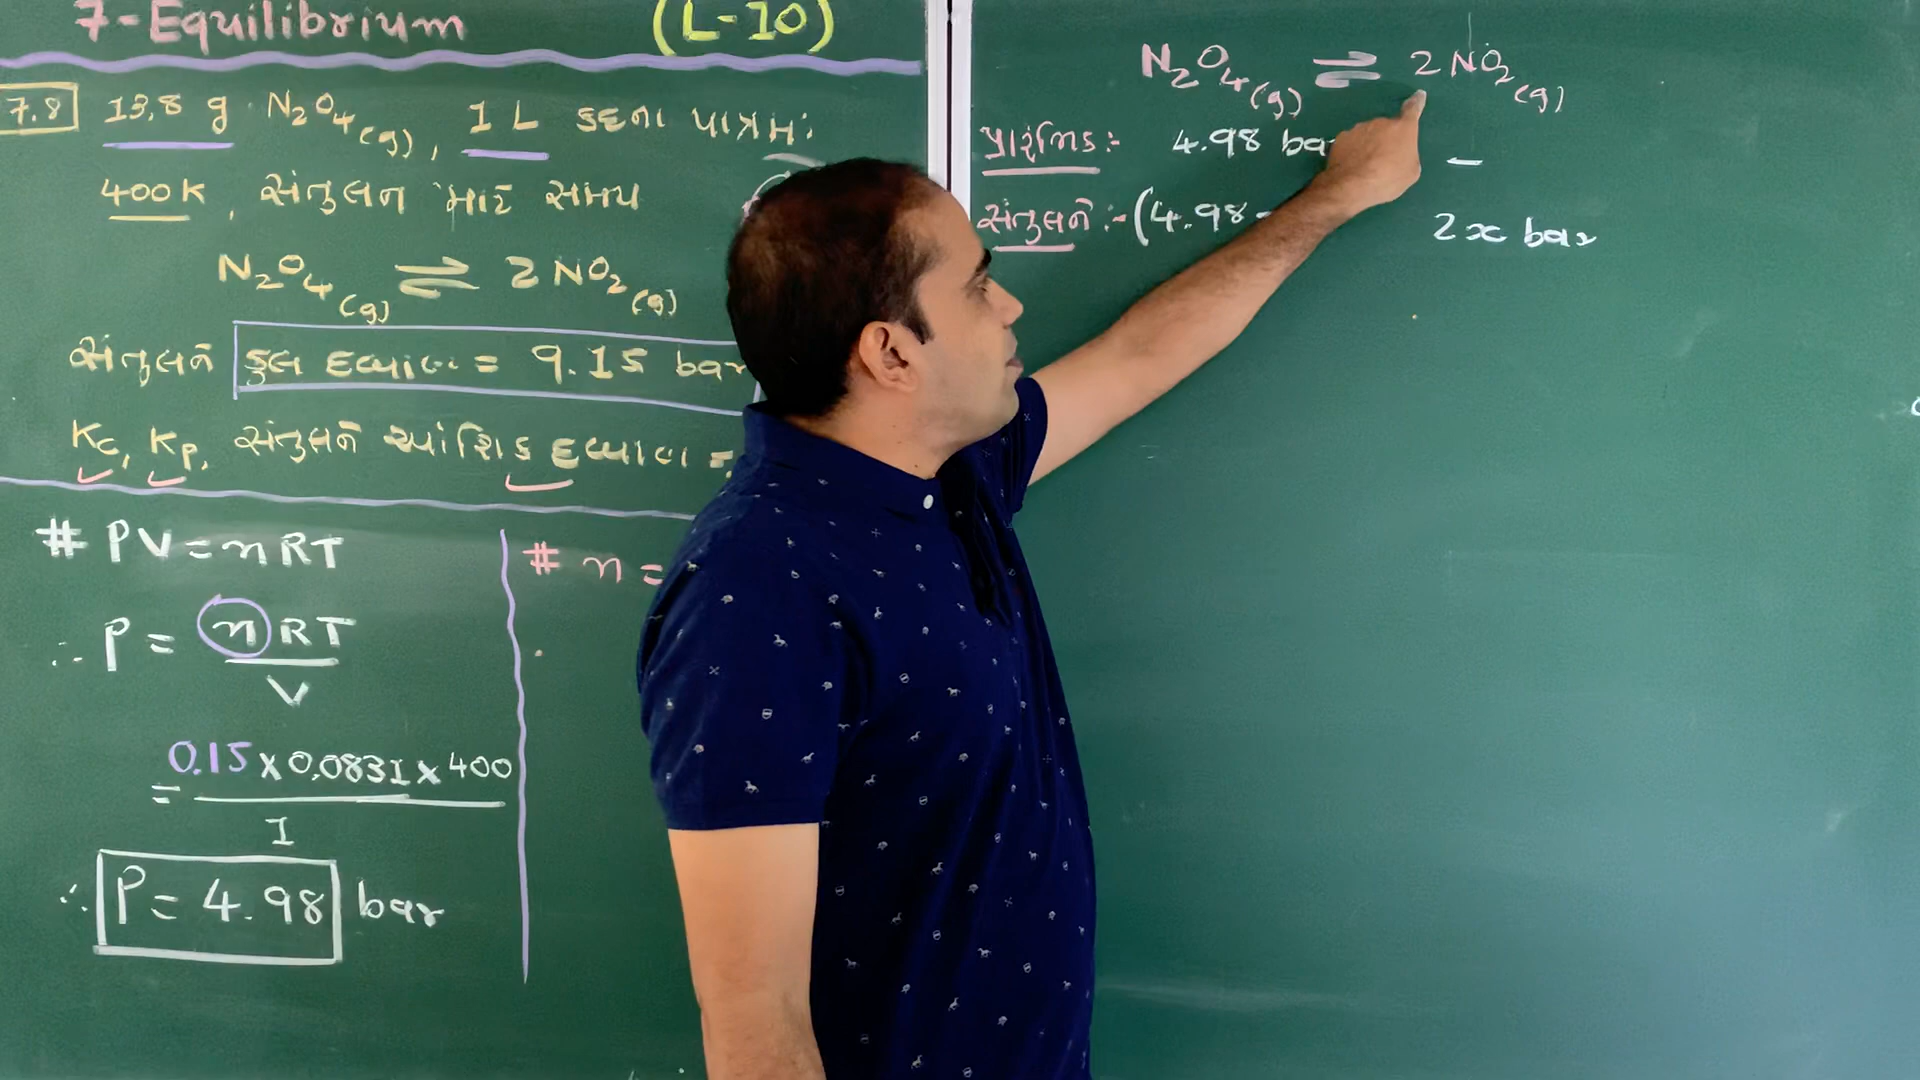 7-Equilibrium (L-10)
7.8 13.8 g N₂O₄(g), 1 L કદના પાત્રમાં
400K, સંતુલન માટે સમય
N₂O₄(g) ⇌ 2NO₂(g)
સંતુલને કુલ દબાણ = 9.15 bar
Kc, Kp, સંતુલને આંશિક દબાણ =
# PV = nRT
∴ P = nRT
V
= 0.15 x 0.0831 x 400
1
∴ P = 4.98 bar
# n =
N₂O₄(g) ⇌ 2NO₂(g)
પ્રારંભિક :- 4.98 ba –
સંતુલને :- (4.98 - 2x bar